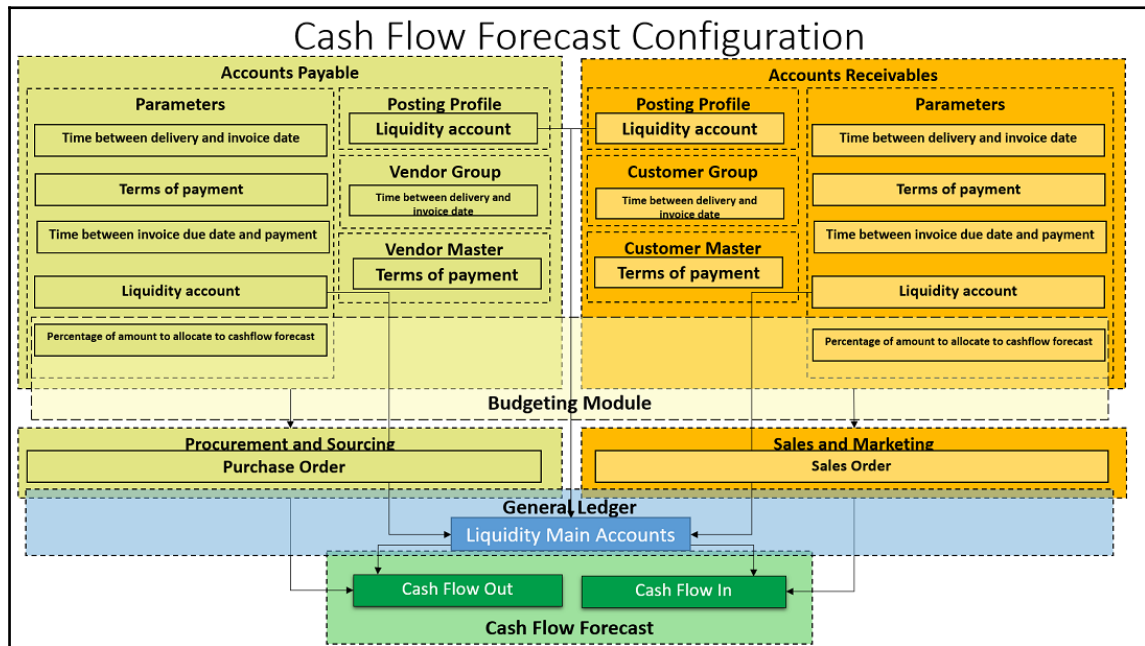 Cash Flow Forecast Configuration
Accounts Payable
Parameters
Time between delivery and invoice date
Terms of payment
Time between invoice due date and payment
Liquidity account
Percentage of amount to allocate to cashflow forecast
Posting Profile
Liquidity account
Vendor Group
Time between delivery and
invoice date
Vendor Master
Terms of payment
Accounts Receivables
Posting Profile
Liquidity account
Customer Group
Time between delivery and invoice
date
Customer Master
Terms of payment
Parameters
Time between delivery and invoice date
Terms of payment
Time between invoice due date and payment
Liquidity account
Percentage of amount to allocate to cashflow forecast
Budgeting Module
Procurement and Sourcing
Purchase Order
Sales and Marketing
Sales Order
General Ledger
Liquidity Main Accounts
Cash Flow Out
Cash Flow In
Cash Flow Forecast